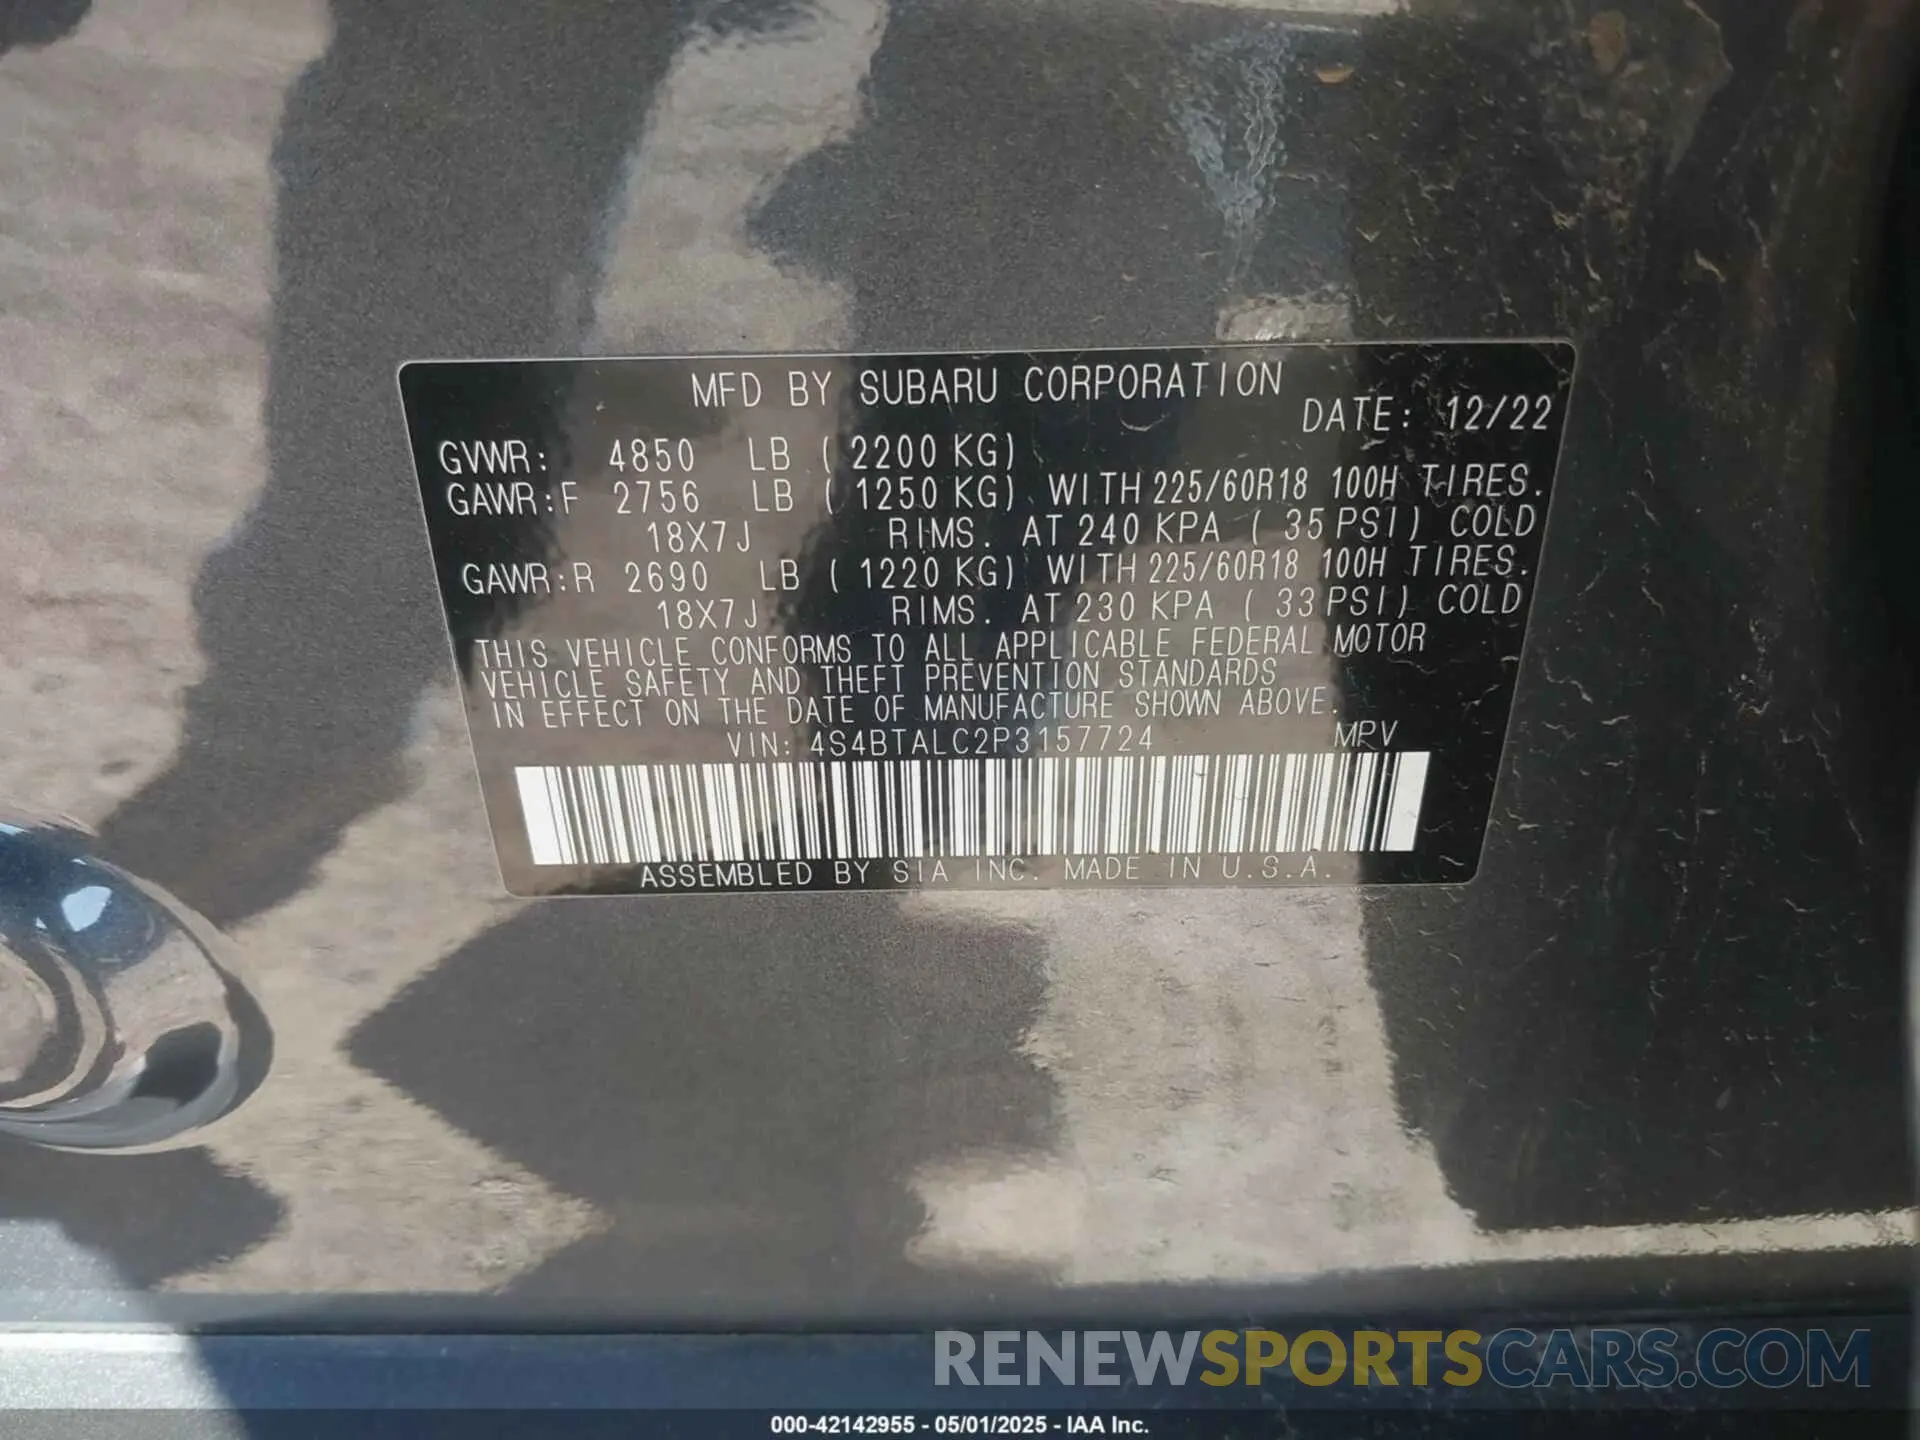 MFD BY SUBARU CORPORATION
DATE: 12/22
GVWR: 4850 LB ( 2200 KG)
GAWR:F 2756 LB ( 1250 KG) WITH 225/60R18 100H TIRES.
18X7J RIMS. AT 240 KPA ( 35 PSI) COLD
GAWR:R 2690 LB ( 1220 KG) WITH 225/60R18 100H TIRES.
18X7J RIMS. AT 230 KPA ( 33 PSI) COLD
THIS VEHICLE CONFORMS TO ALL APPLICABLE FEDERAL MOTOR
VEHICLE SAFETY AND THEFT PREVENTION STANDARDS
IN EFFECT ON THE DATE OF MANUFACTURE SHOWN ABOVE.
VIN: 4S4BTALC2P3157724 MPV
ASSEMBLED BY SIA INC. MADE IN U.S.A.
RENEWSPORTSCARS.COM
000-42142955 - 05/01/2025 - IAA Inc.